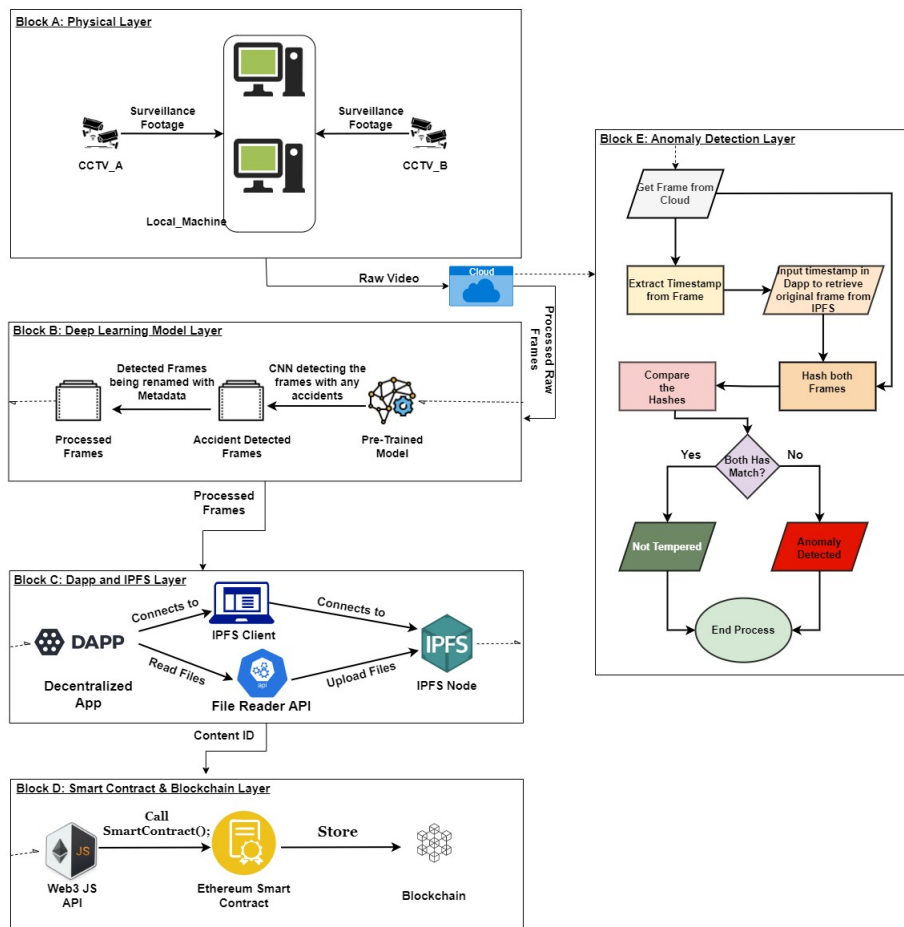 Block A: Physical Layer
Surveillance
Footage
Surveillance
Footage
CCTV_A
CCTV_B
Local_Machine
Raw Video
Cloud
Processed Raw
Frames
Block B: Deep Learning Model Layer
Detected Frames
being renamed with
Metadata
CNN detecting the
frames with any
accidents
Processed
Frames
Accident Detected
Frames
Pre-Trained
Model
Processed
Frames
Block C: Dapp and IPFS Layer
Connects to
IPFS Client
Connects to
DAPP
IPFS
Read Files
api
Upload Files
Decentralized
App
File Reader API
IPFS Node
Content ID
Block D: Smart Contract & Blockchain Layer
Call
SmartContract();
Store
JS
Web3 JS
API
Ethereum Smart
Contract
Blockchain
Block E: Anomaly Detection Layer
Get Frame from
Cloud
Extract Timestamp
from Frame
Input timestamp in
Dapp to retrieve
original frame from
IPFS
Compare
the
Hashes
Hash both
Frames
Yes
Both Has
Match?
No
Not Tempered
Anomaly
Detected
End Process